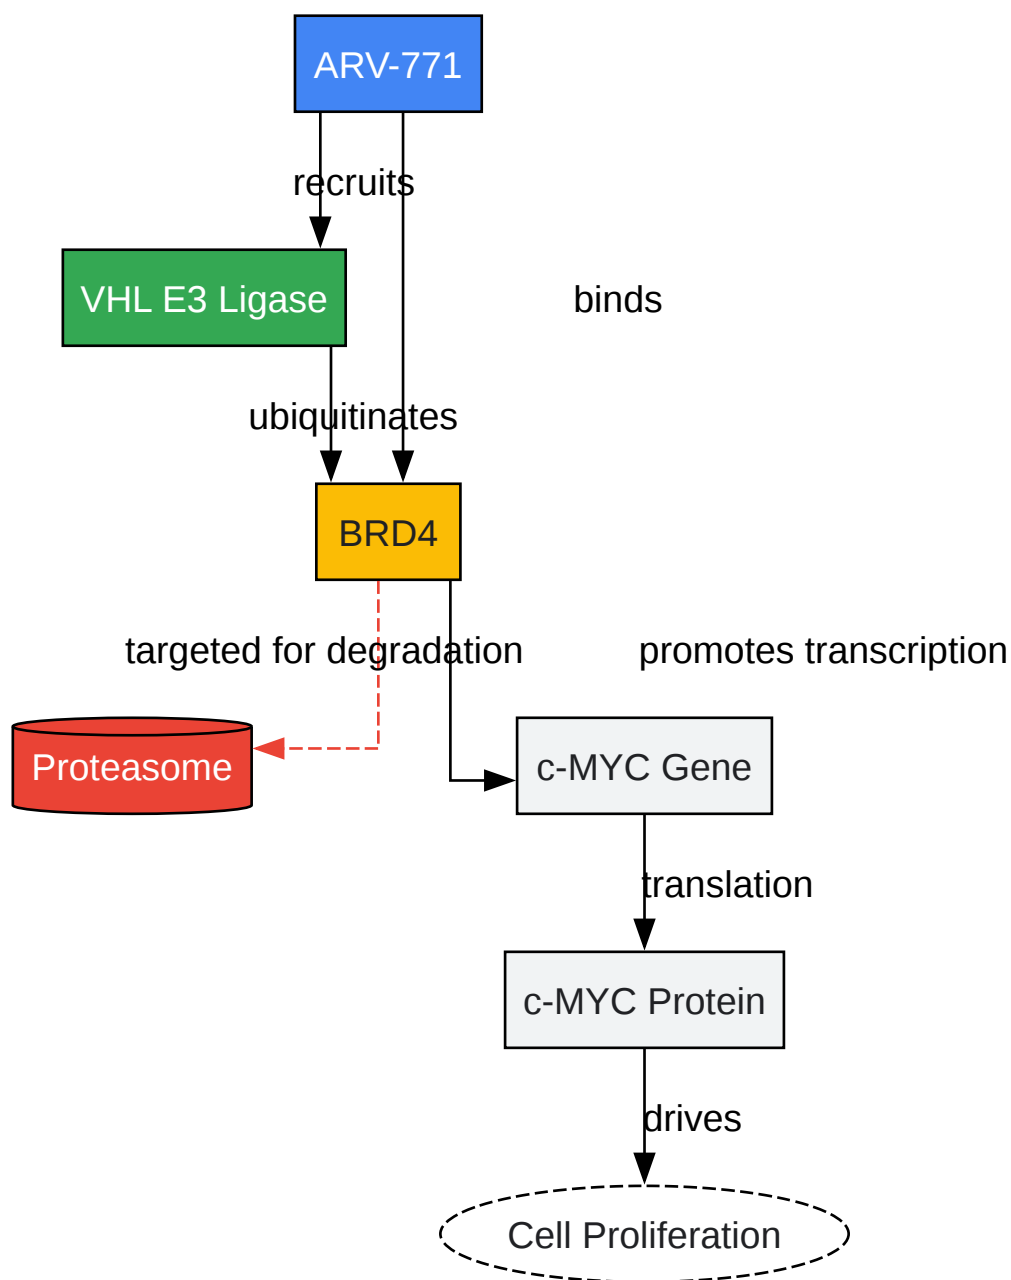 ARV-771
recruits
VHL E3 Ligase
binds
ubiquitinates
BRD4
targeted for degradation
promotes transcription
Proteasome
c-MYC Gene
translation
c-MYC Protein
drives
Cell Proliferation